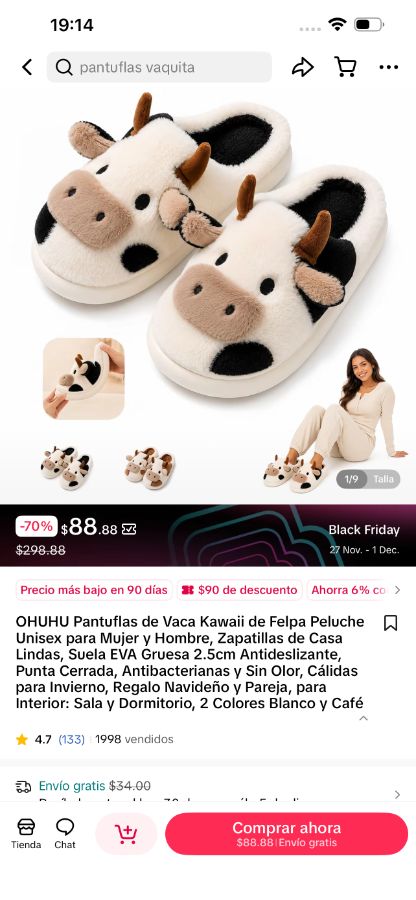 19:14
pantuflas vaquita
1/9 Talla
-70% $88.88
$298.88
Black Friday
27 Nov. - 1 Dec.
Precio más bajo en 90 días
$90 de descuento
Ahorra 6% co
OHUHU Pantuflas de Vaca Kawaii de Felpa Peluche
Unisex para Mujer y Hombre, Zapatillas de Casa
Lindas, Suela EVA Gruesa 2.5cm Antideslizante,
Punta Cerrada, Antibacterianas y Sin Olor, Cálidas
para Invierno, Regalo Navideño y Pareja, para
Interior: Sala y Dormitorio, 2 Colores Blanco y Café
4.7 (133) 1998 vendidos
Envío gratis $34.00
Tienda
Chat
Comprar ahora
$88.88 | Envío gratis